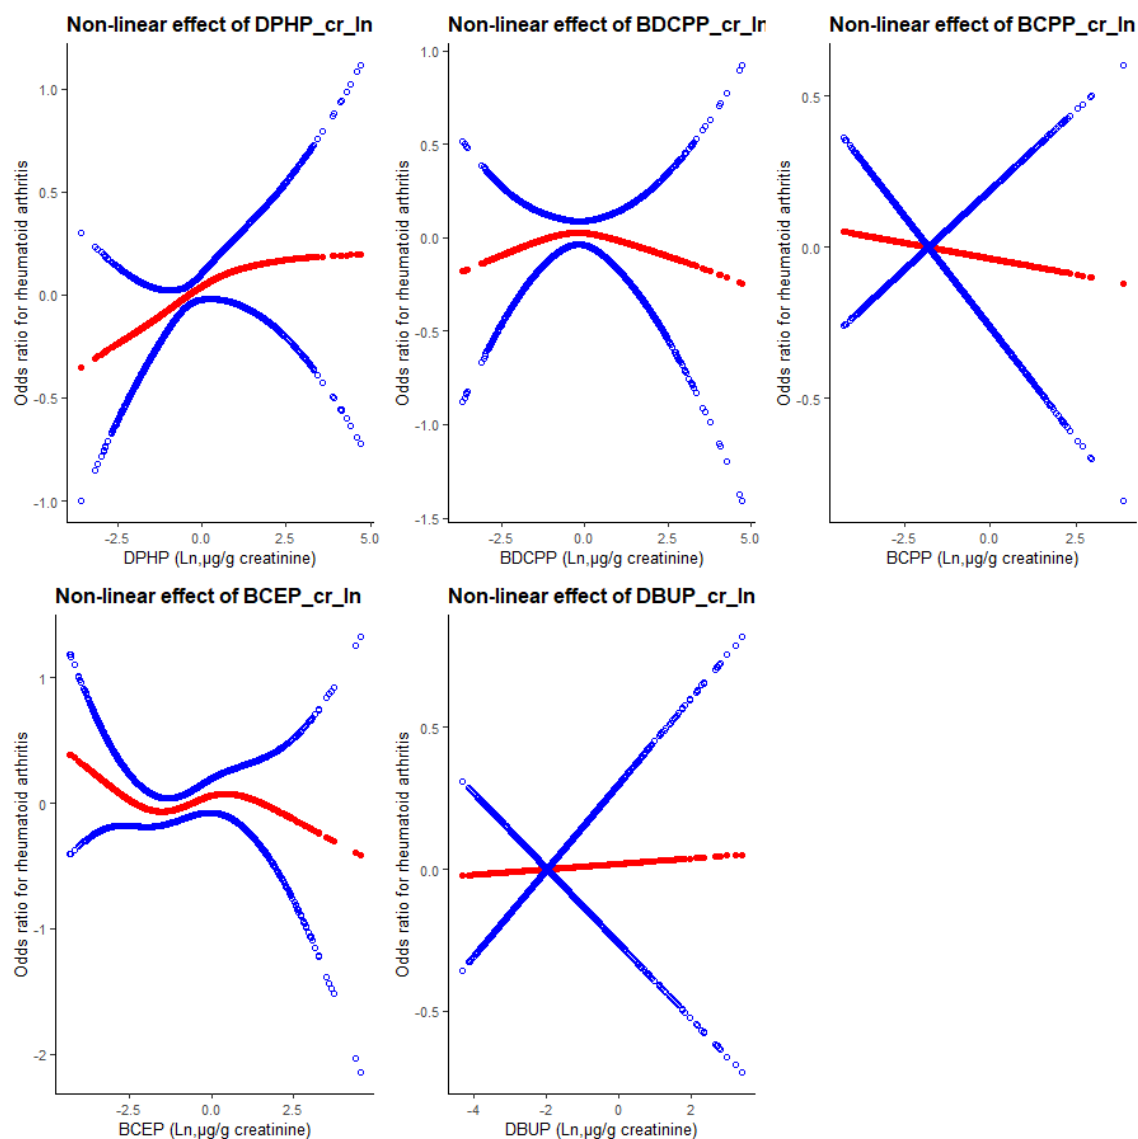 Non-linear effect of DPHP_cr_ln
Odds ratio for rheumatoid arthritis
1.0
0.5
0.0
-0.5
-1.0
-2.5
0.0
2.5
5.0
DPHP (Ln,µg/g creatinine)
Non-linear effect of BDCPP_cr_ln
Odds ratio for rheumatoid arthritis
1.0
0.5
0.0
-0.5
-1.0
-1.5
-2.5
0.0
2.5
5.0
BDCPP (Ln,µg/g creatinine)
Non-linear effect of BCPP_cr_ln
Odds ratio for rheumatoid arthritis
0.5
0.0
-0.5
-2.5
0.0
2.5
BCPP (Ln,µg/g creatinine)
Non-linear effect of BCEP_cr_ln
Odds ratio for rheumatoid arthritis
1
0
-1
-2
-2.5
0.0
2.5
BCEP (Ln,µg/g creatinine)
Non-linear effect of DBUP_cr_ln
Odds ratio for rheumatoid arthritis
0.5
0.0
-0.5
-4
-2
0
2
DBUP (Ln,µg/g creatinine)